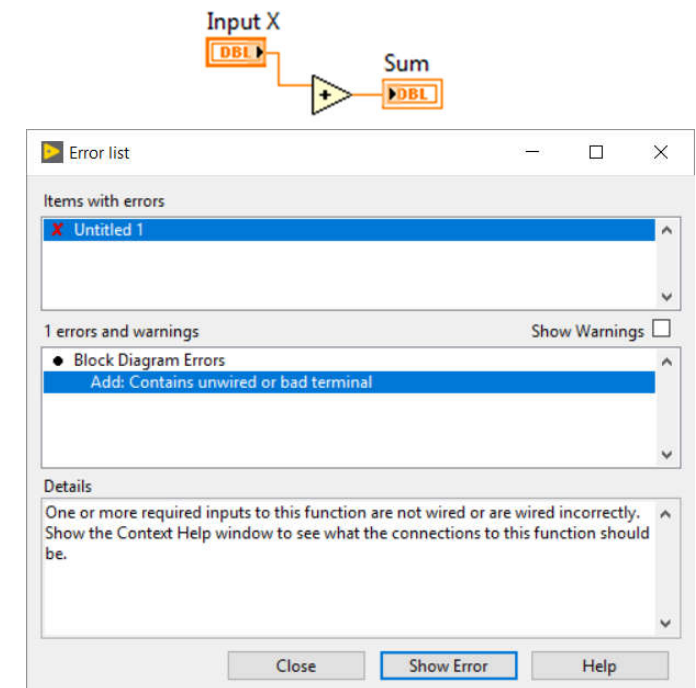 Input X
DBL
Sum
DBL
Error list
Items with errors
X Untitled 1
1 errors and warnings
Show Warnings
● Block Diagram Errors
Add: Contains unwired or bad terminal
Details
One or more required inputs to this function are not wired or are wired incorrectly.
Show the Context Help window to see what the connections to this function should
be.
Close
Show Error
Help